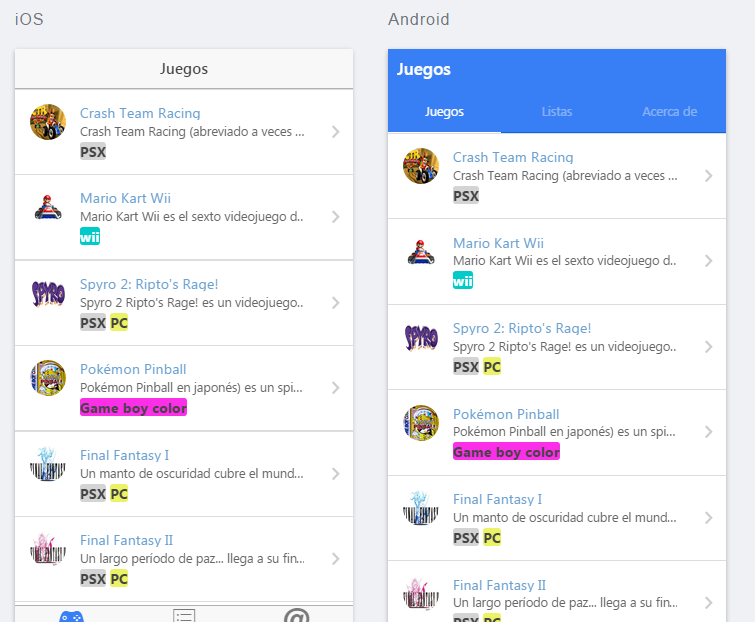 iOS
Juegos
Crash Team Racing
Crash Team Racing (abreviado a veces ...
PSX
Mario Kart Wii
Mario Kart Wii es el sexto videojuego d..
wii
Spyro 2: Ripto's Rage!
Spyro 2 Ripto's Rage! es un videojuego..
PSX PC
Pokémon Pinball
Pokémon Pinball en japonés) es un spi...
Game boy color
Final Fantasy I
Un manto de oscuridad cubre el mund...
PSX PC
Final Fantasy II
Un largo período de paz... llega a su fin...
PSX PC
@
Android
Juegos
Juegos Listas Acerca de
Crash Team Racing
Crash Team Racing (abreviado a veces ...
PSX
Mario Kart Wii
Mario Kart Wii es el sexto videojuego d..
wii
Spyro 2: Ripto's Rage!
Spyro 2 Ripto's Rage! es un videojuego..
PSX PC
Pokémon Pinball
Pokémon Pinball en japonés) es un spi...
Game boy color
Final Fantasy I
Un manto de oscuridad cubre el mund...
PSX PC
Final Fantasy II
Un largo período de paz... llega a su fin...
PSX PC